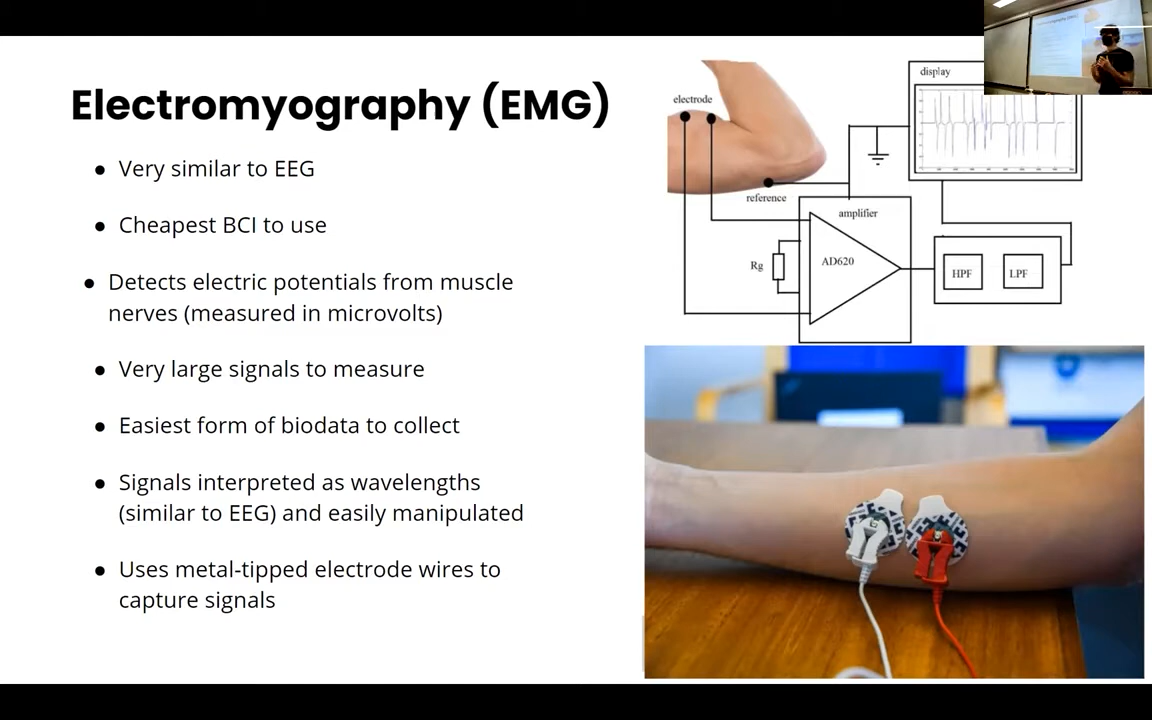 Electromyography (EMG)
● Very similar to EEG
● Cheapest BCI to use
● Detects electric potentials from muscle
nerves (measured in microvolts)
● Very large signals to measure
● Easiest form of biodata to collect
● Signals interpreted as wavelengths
(similar to EEG) and easily manipulated
● Uses metal-tipped electrode wires to
capture signals
display
electrode
reference
amplifier
Rg
AD620
HPF
LPF